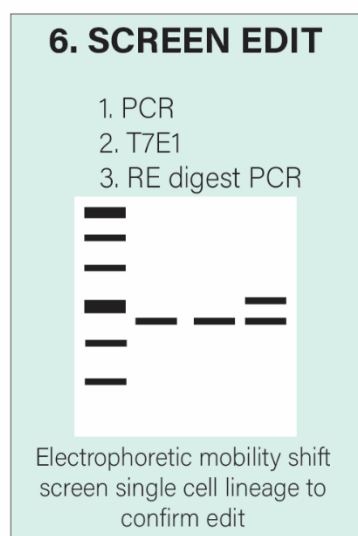 6. SCREEN EDIT
1. PCR
2. T7E1
3. RE digest PCR
Electrophoretic mobility shift
screen single cell lineage to
confirm edit